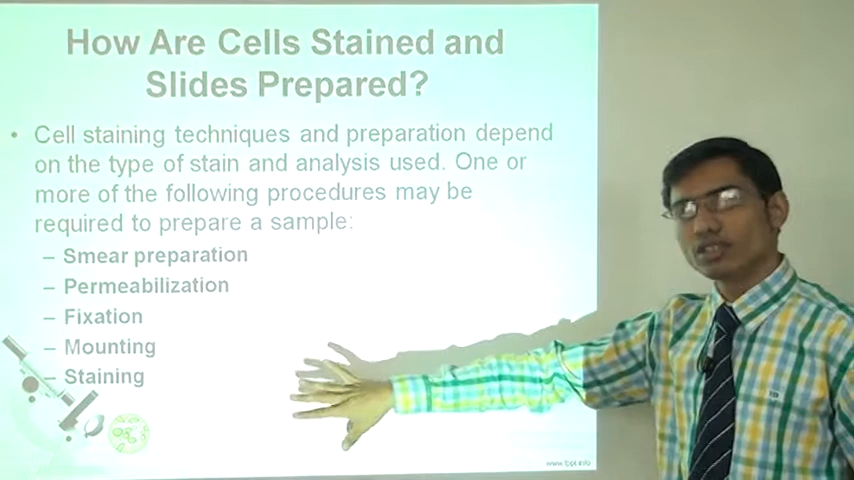 How Are Cells Stained and
Slides Prepared?
• Cell staining techniques and preparation depend
on the type of stain and analysis used. One or
more of the following procedures may be
required to prepare a sample:
– Smear preparation
– Permeabilization
– Fixation
– Mounting
– Staining
www.fppt.info